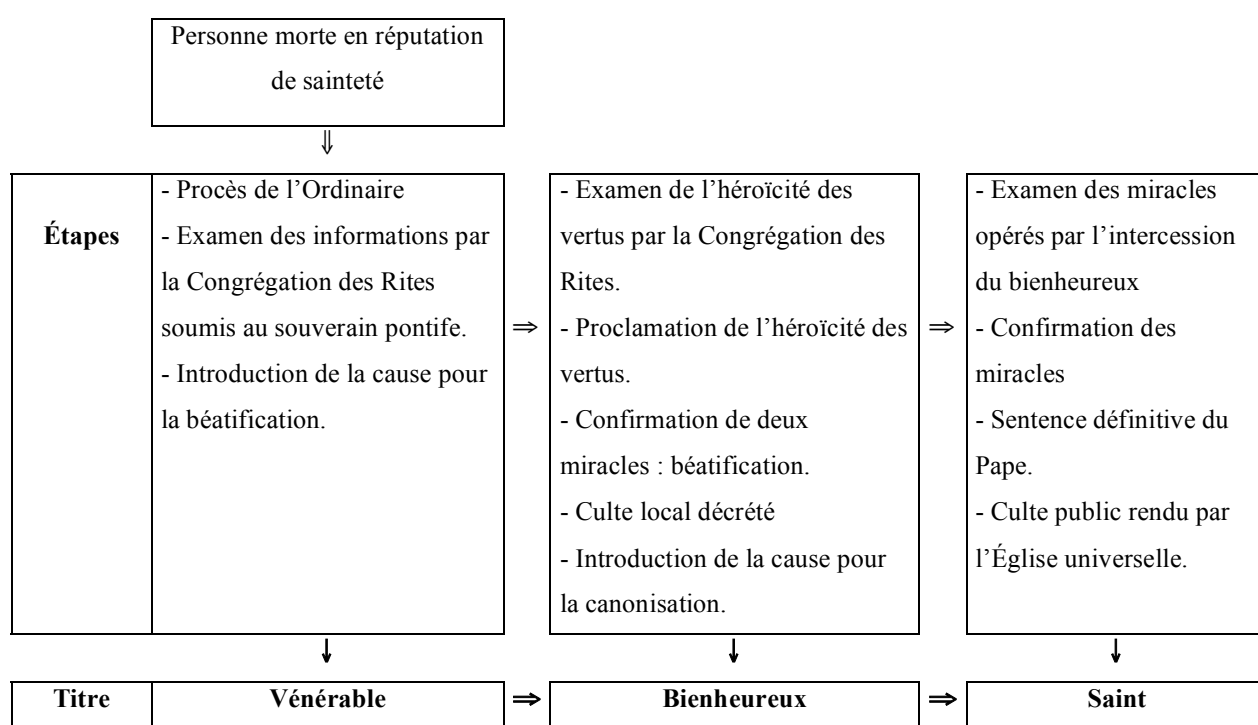 Personne morte en réputation
de sainteté
⇓
Étapes
- Procès de l’Ordinaire
- Examen des informations par
la Congrégation des Rites
soumis au souverain pontife.
- Introduction de la cause pour
la béatification.
⇒
- Examen de l’héroïcité des
vertus par la Congrégation des
Rites.
- Proclamation de l’héroïcité des
vertus.
- Confirmation de deux
miracles : béatification.
- Culte local décrété
- Introduction de la cause pour
la canonisation.
⇒
- Examen des miracles
opérés par l’intercession
du bienheureux
- Confirmation des
miracles
- Sentence définitive du
Pape.
- Culte public rendu par
l’Église universelle.
↓ ↓ ↓
Titre Vénérable ⇒ Bienheureux ⇒ Saint